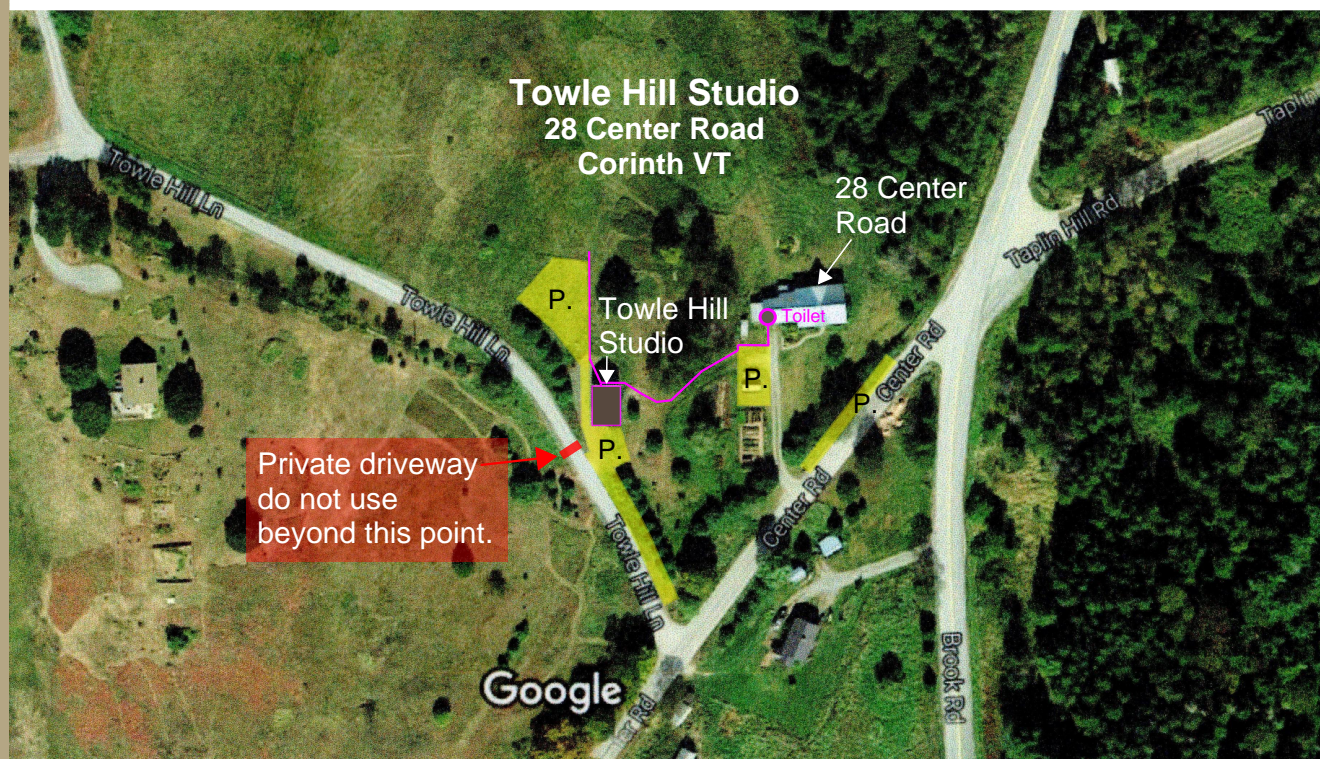 Towle Hill Studio
28 Center Road
Corinth VT
28 Center
Road
Taplin
Taplin Hill Rd
Towle Hill Ln
Towle Hill Ln
P.
Towle Hill
Studio
Toilet
Center Rd
P.
P.
P.
Private driveway
do not use
beyond this point.
Center Rd
Towle Hill Ln
Brook Rd
Google
er Rd